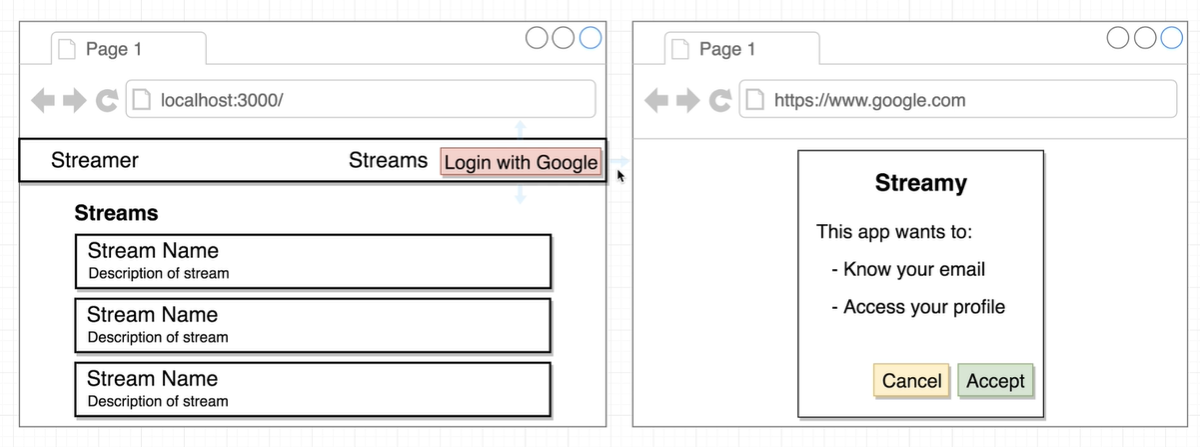 Page 1
localhost:3000/
Streamer
Streams
Login with Google
Streams
Stream Name
Description of stream
Stream Name
Description of stream
Stream Name
Description of stream
Page 1
https://www.google.com
Streamy
This app wants to:
- Know your email
- Access your profile
Cancel
Accept